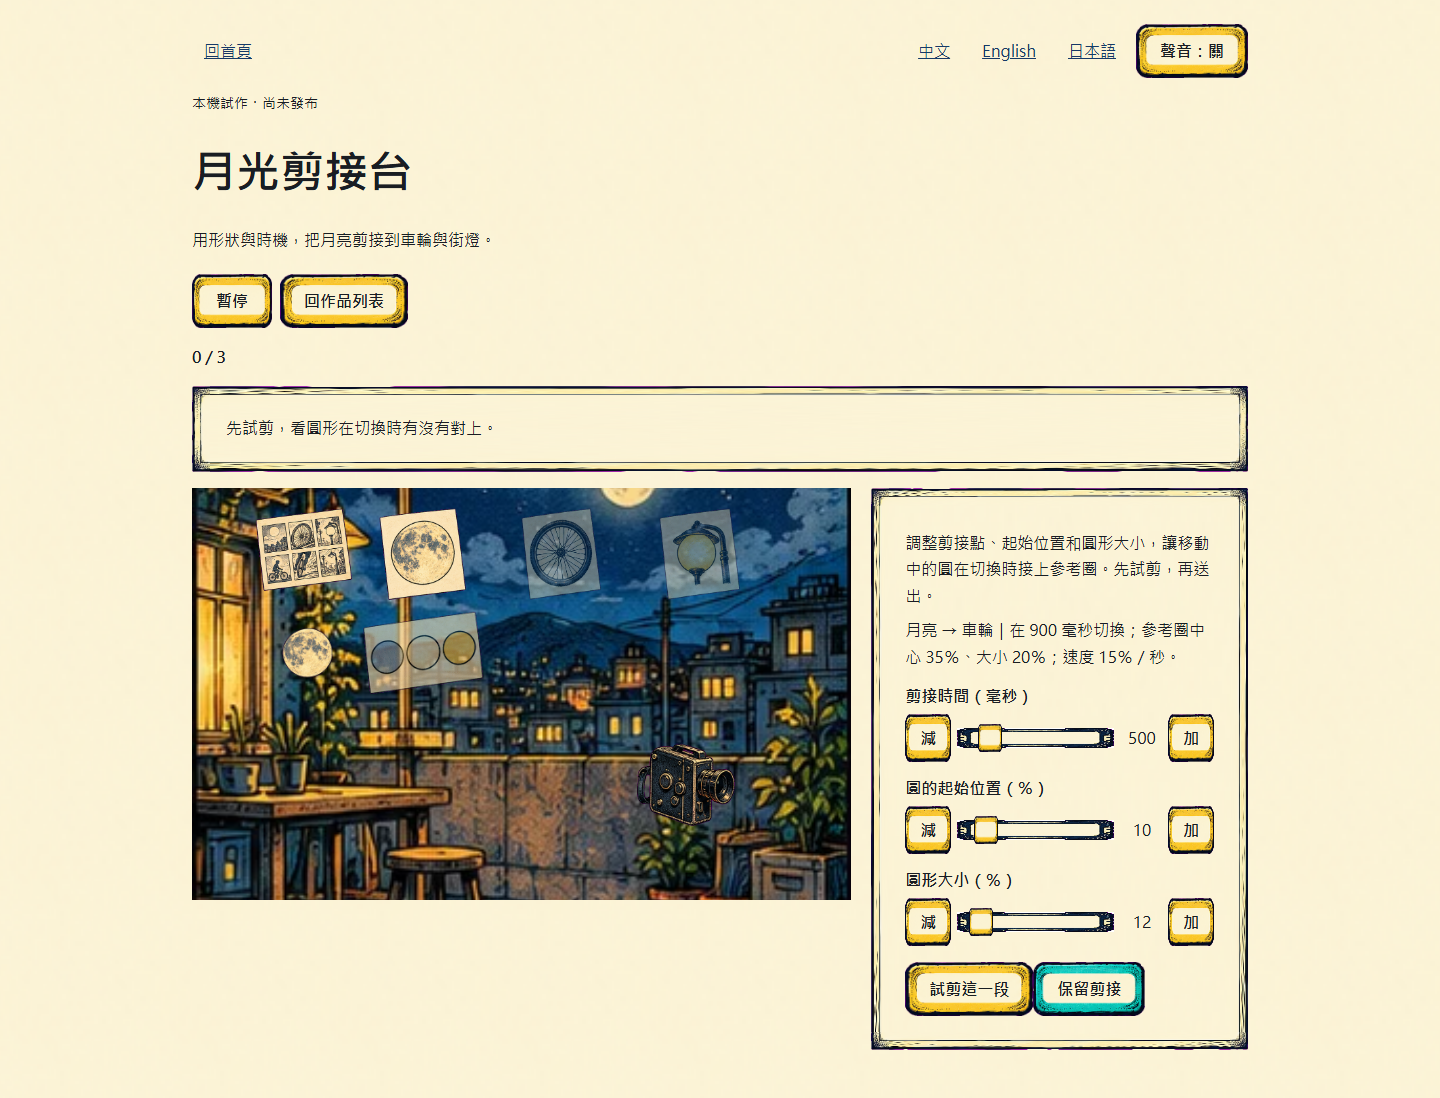 回首頁
中文 English 日本語 聲音：關
本機試作・尚未發布
月光剪接台
用形狀與時機，把月亮剪接到車輪與街燈。
暫停 回作品列表
0 / 3
先試剪，看圓形在切換時有沒有對上。
調整剪接點、起始位置和圓形大小，讓移動
中的圓在切換時接上參考圈。先試剪，再送
出。
月亮 → 車輪 | 在 900 毫秒切換；參考圈中
心 35%、大小 20%；速度 15% / 秒。
剪接時間（毫秒）
減 500 加
圓的起始位置（%）
減 10 加
圓形大小（%）
減 12 加
試剪這一段 保留剪接